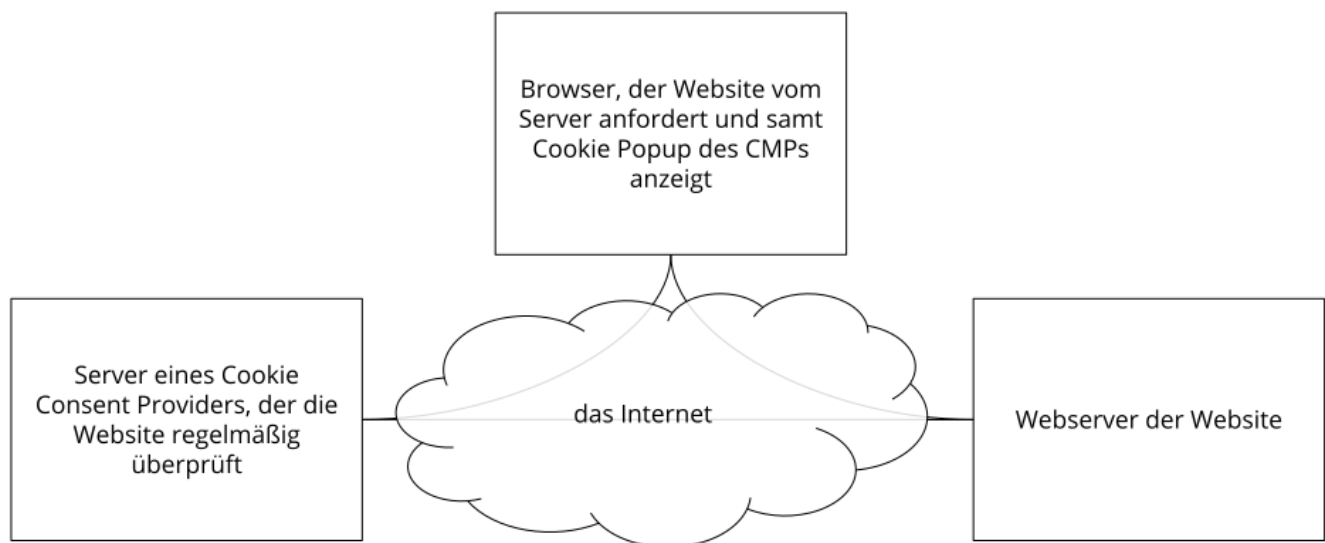 Browser, der Website vom
Server anfordert und samt
Cookie Popup des CMPs
anzeigt
Server eines Cookie
Consent Providers, der die
Website regelmäßig
überprüft
das Internet
Webserver der Website